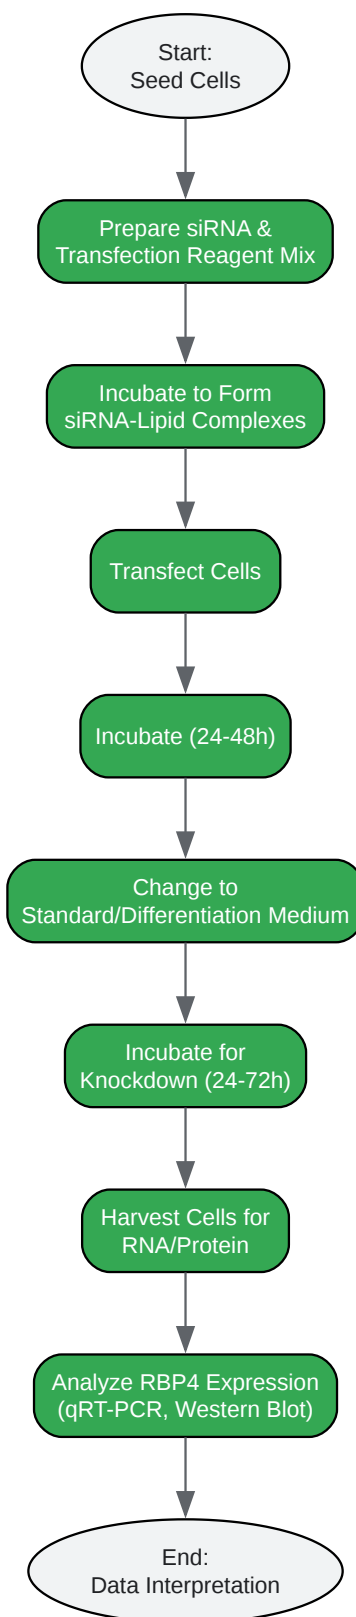 Start:
Seed Cells
Prepare siRNA &
Transfection Reagent Mix
Incubate to Form
siRNA-Lipid Complexes
Transfect Cells
Incubate (24-48h)
Change to
Standard/Differentiation Medium
Incubate for
Knockdown (24-72h)
Harvest Cells for
RNA/Protein
Analyze RBP4 Expression
(qRT-PCR, Western Blot)
End:
Data Interpretation